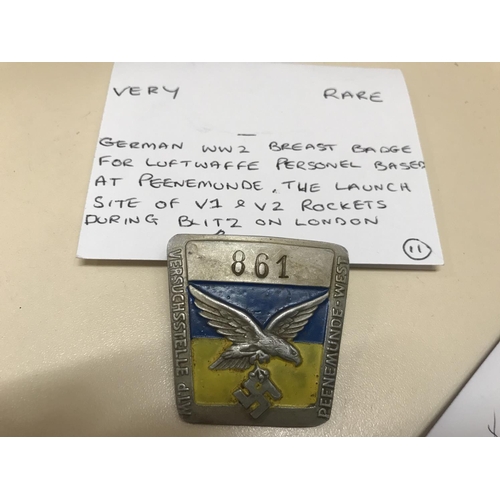 VERY RARE
GERMAN WW2 BREAST BADGE
FOR LUFTWAFFE PERSONEL BASED
AT PEENEMUNDE, THE LAUNCH
SITE OF V1 & V2 ROCKETS
DURING BLITZ ON LONDON
11
861
VERSUCHSSTELLE
PEENEMÜNDE-WEST